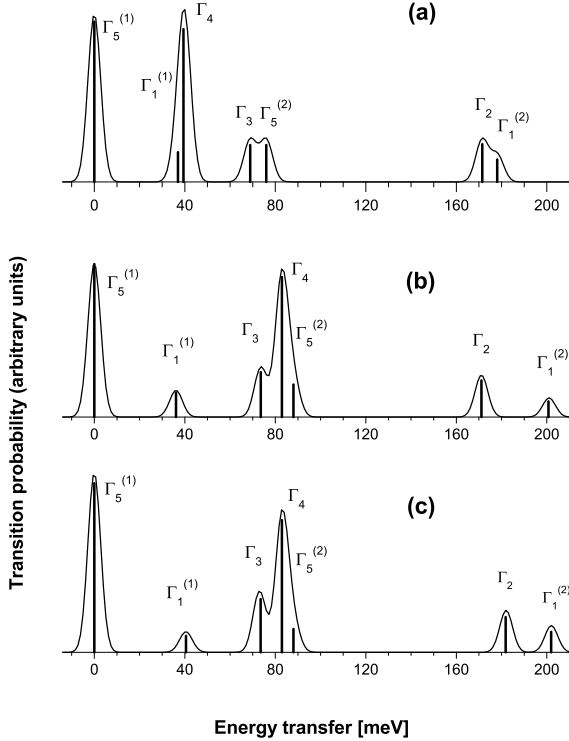 Γ5(1) Γ4 (a)
Γ1(1) Γ3 Γ5(2) Γ2 Γ1(2)
0 40 80 120 160 200
Γ5(1) Γ4 (b)
Γ1(1) Γ3 Γ5(2) Γ2 Γ1(2)
0 40 80 120 160 200
Γ5(1) Γ4 (c)
Γ1(1) Γ3 Γ5(2) Γ2 Γ1(2)
0 40 80 120 160 200
Transition probability (arbitrary units)
Energy transfer [meV]